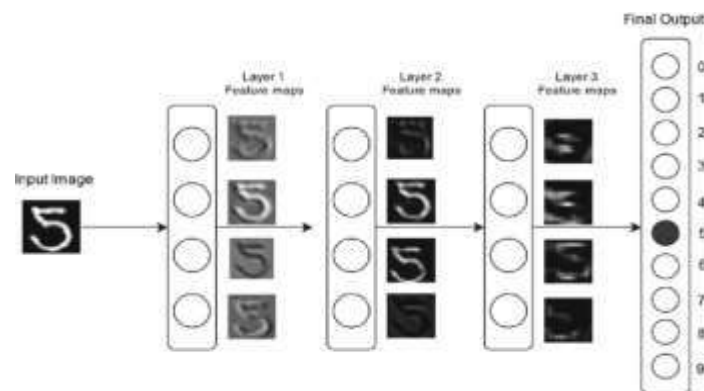 Final Output
Layer 1
Feature maps
Layer 2
Feature maps
Layer 3
Feature maps
Input Image
5
0
1
2
3
4
5
6
7
8
9